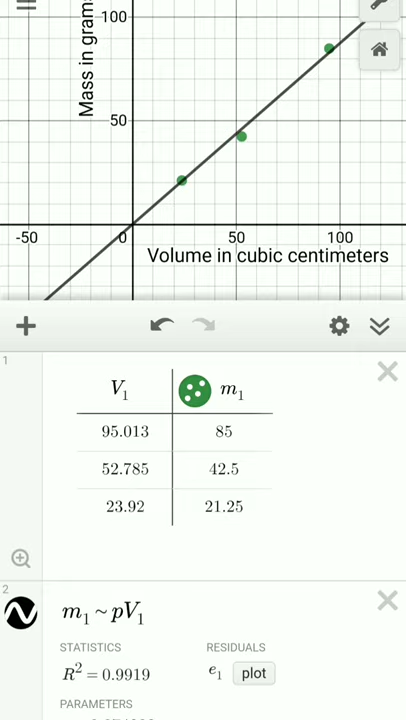 100
Mass in gram
50
-50
0
50
100
Volume in cubic centimeters
1
V₁ m₁
95.013 85
52.785 42.5
23.92 21.25
2
m₁ ~ pV₁
STATISTICS RESIDUALS
R² = 0.9919 e₁ plot
PARAMETERS